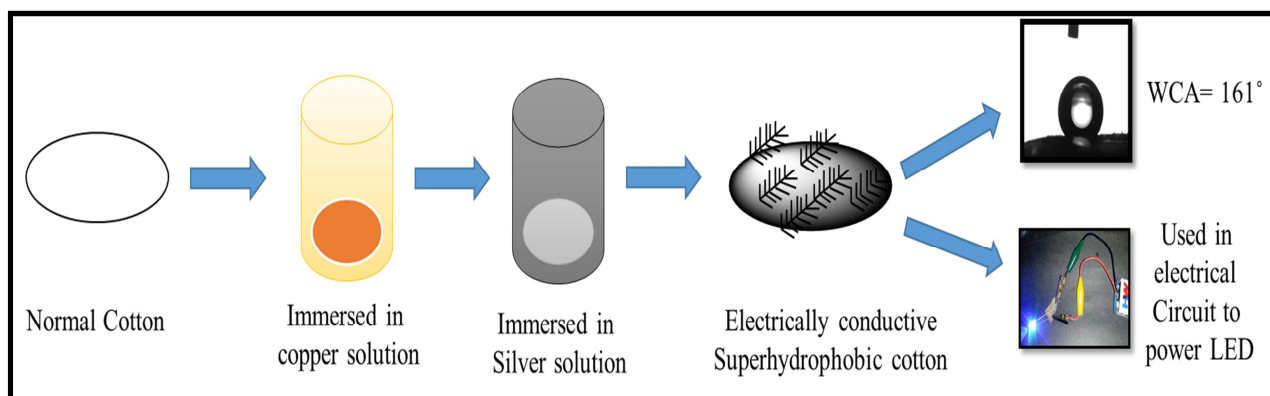 Normal Cotton
Immersed in
copper solution
Immersed in
Silver solution
Electrically conductive
Superhydrophobic cotton
WCA= 161°
Used in
electrical
Circuit to
power LED